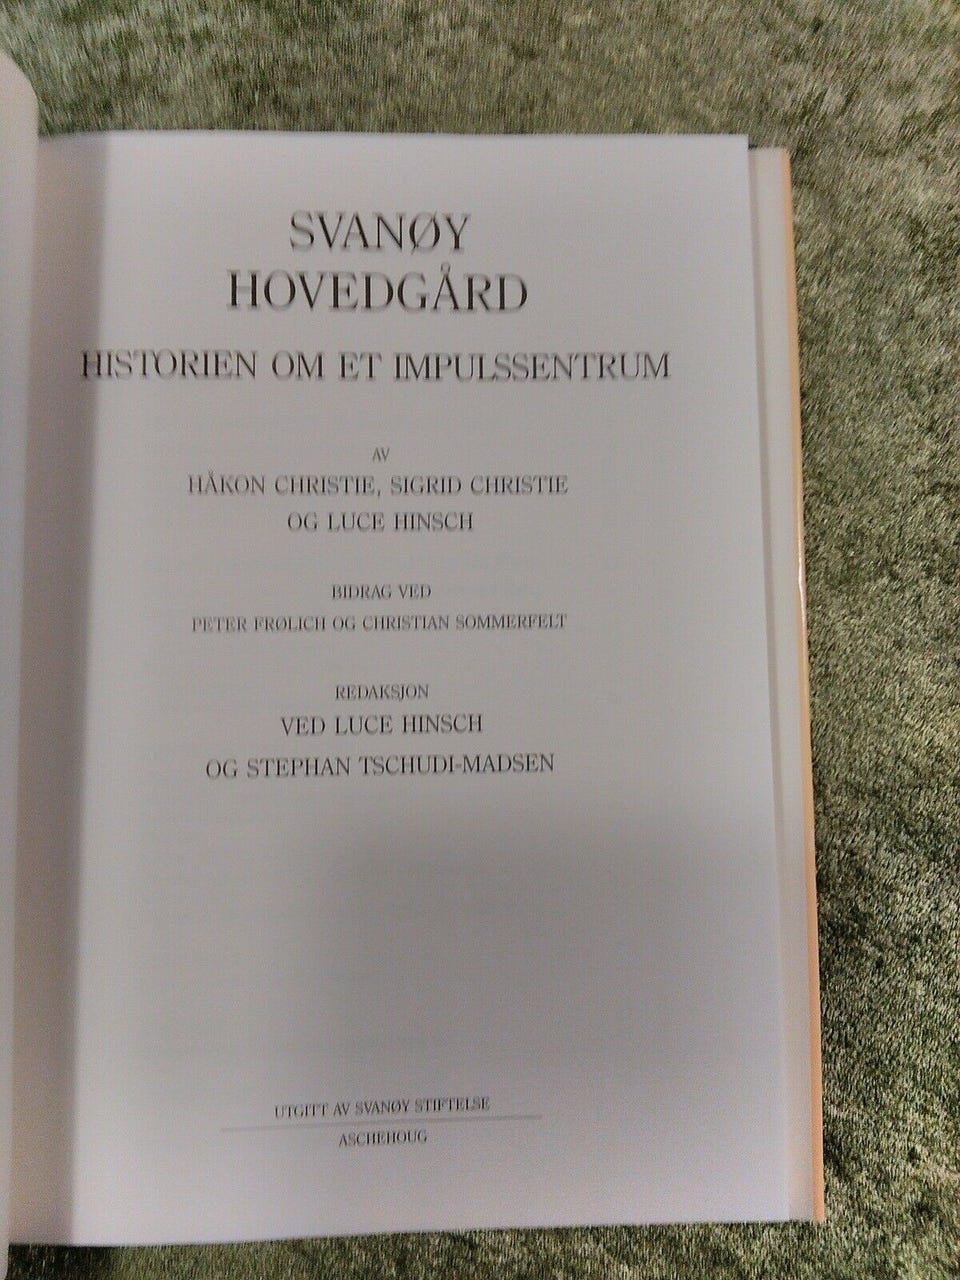 SVANØY
HOVEDGÅRD
HISTORIEN OM ET IMPULSSENTRUM
AV
HÅKON CHRISTIE, SIGRID CHRISTIE
OG LUCE HINSCH
BIDRAG VED
PETER FRØLICH OG CHRISTIAN SOMMERFELT
REDAKSJON
VED LUCE HINSCH
OG STEPHAN TSCHUDI-MADSEN
UTGITT AV SVANØY STIFTELSE
ASCHEHOUG